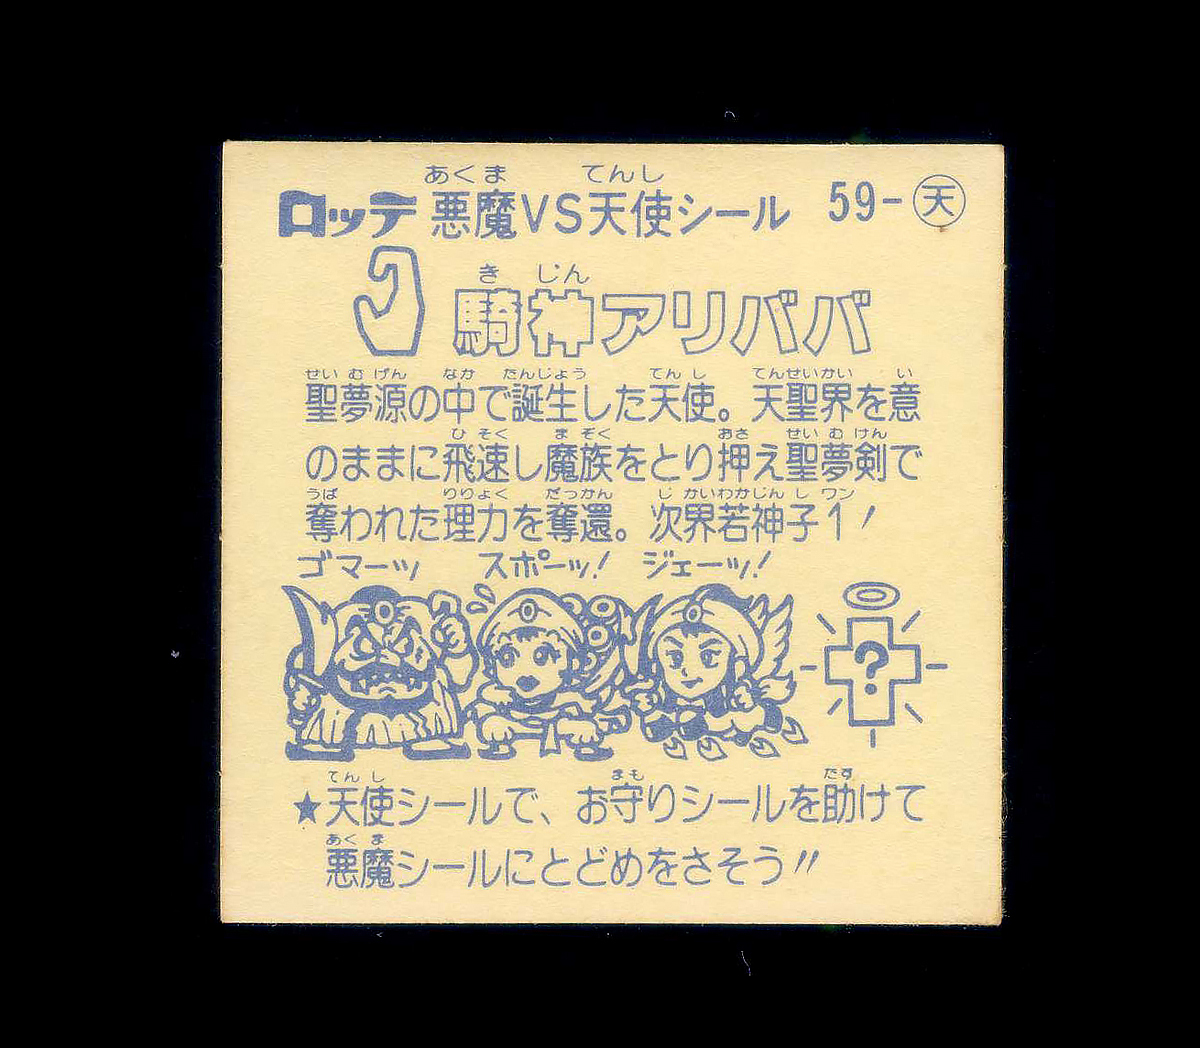 あくま てんし
ロッテ 悪魔VS天使シール 59-天
き じん
騎神アリババ
せい む げん なか たんじょう てん し てんせいかい い
聖夢源の中で誕生した天使。天聖界を意
ひ そく ま ぞく おさ せい む けん
のままに飛速し魔族をとり押え聖夢剣で
うば りりょく だっかん じ かいわかじん し ワン
奪われた理力を奪還。次界若神子1!
ゴマーッ スポーッ! ジェーッ!
?
てん し まも たす
★天使シールで、お守りシールを助けて
あく ま
悪魔シールにとどめをさそう!!